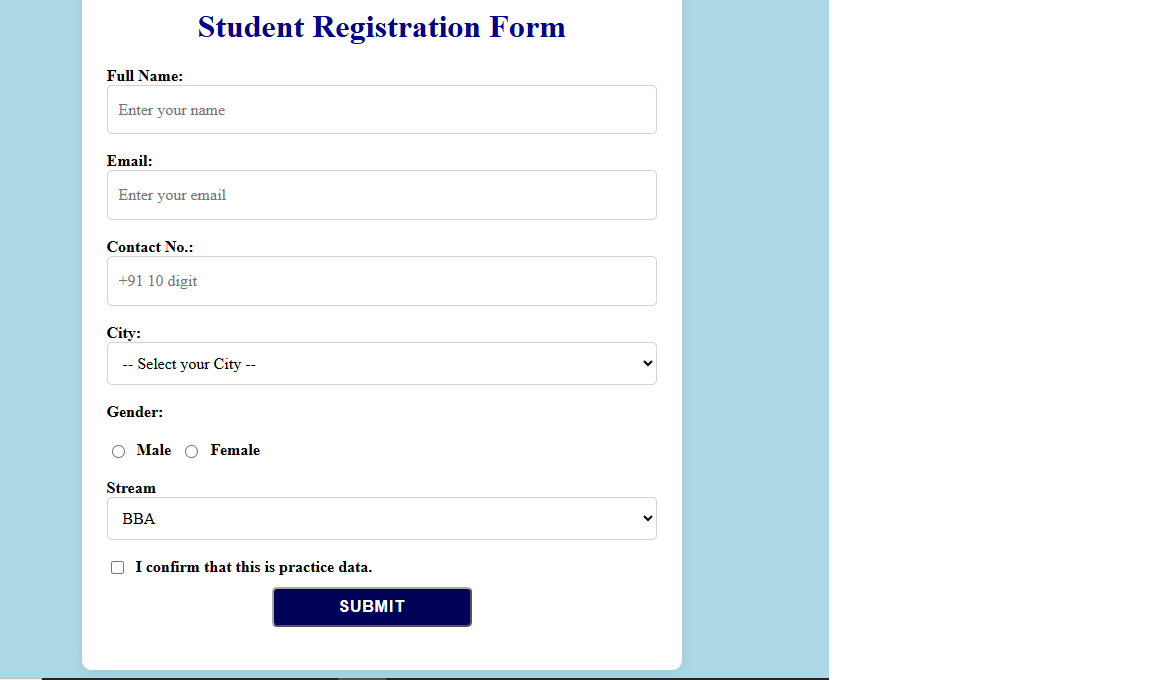 Student Registration Form
Full Name:
Enter your name
Email:
Enter your email
Contact No.:
+91 10 digit
City:
-- Select your City --
Gender:
Male Female
Stream
BBA
I confirm that this is practice data.
SUBMIT